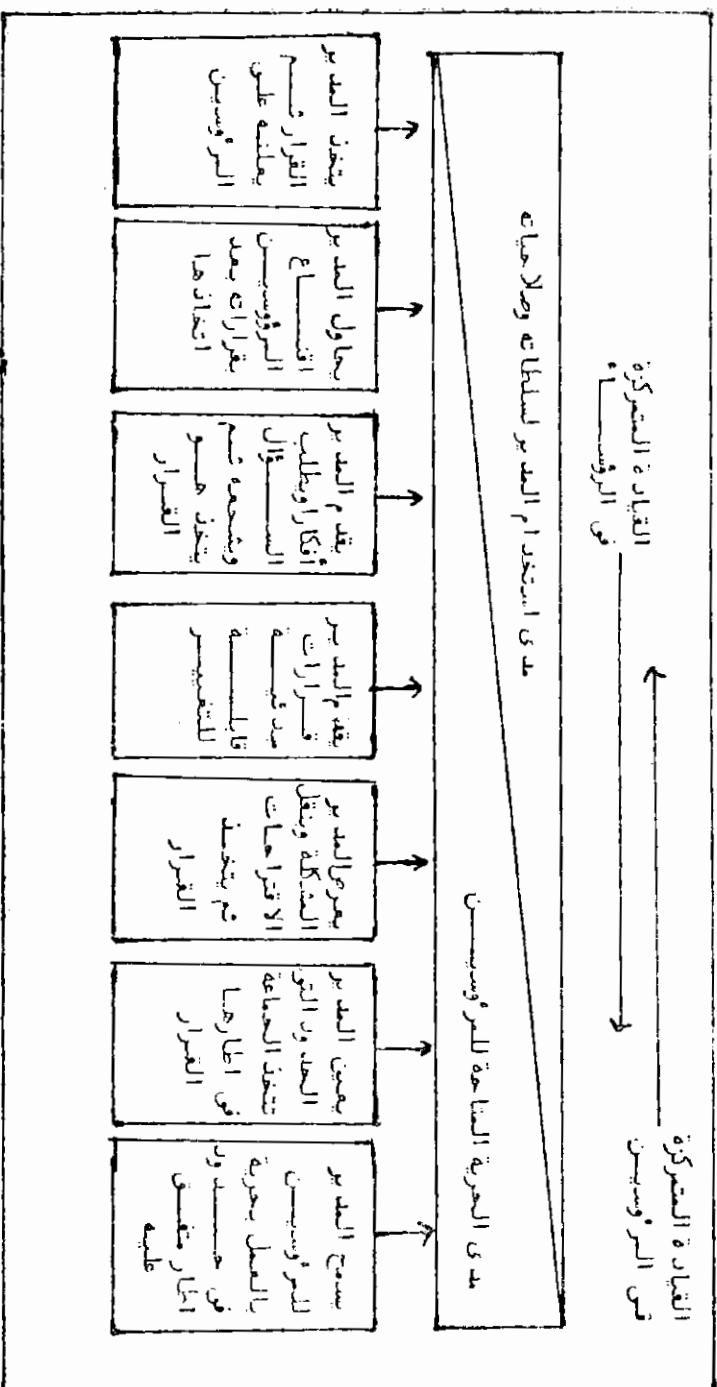 القيادة المتمركزة
في المرؤوسين
القيادة المتمركزة
في الرؤساء
مدى استخدام المدير لسلطاته وصلاحياته
مدى الحرية المتاحة للمرؤوسين
يتخذ المدير
القرار ثم
يعلنه على
المرؤوسين
يحاول المدير
اقناع
المرؤوسين
بقراراته بعد
اتخاذها
يقدم المدير
أفكارا ويطلب
السؤال
ويشجعه ثم
يتخذ هو
القرار
يقدم المدير
قرارات
مبدئية
قابلة
للتغيير
يعرض المدير
المشكلة وينقل
الاقتراحات
ثم يتخذ
القرار
يعين المدير
الحدود التي
تتخذ الجماعة
في اطارها
القرار
يسمح المدير
للمرؤوسين
بالعمل بحرية
في حدود
اطار متفق
عليه